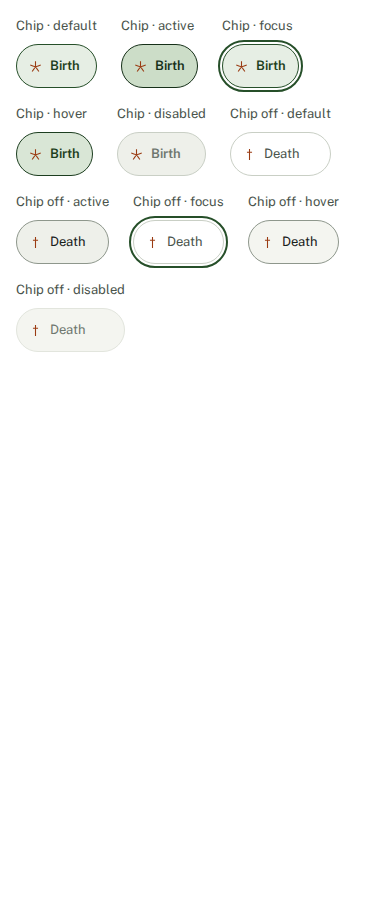 Chip · default Chip · active Chip · focus
* Birth * Birth * Birth
Chip · hover Chip · disabled Chip off · default
* Birth * Birth † Death
Chip off · active Chip off · focus Chip off · hover
† Death † Death † Death
Chip off · disabled
† Death